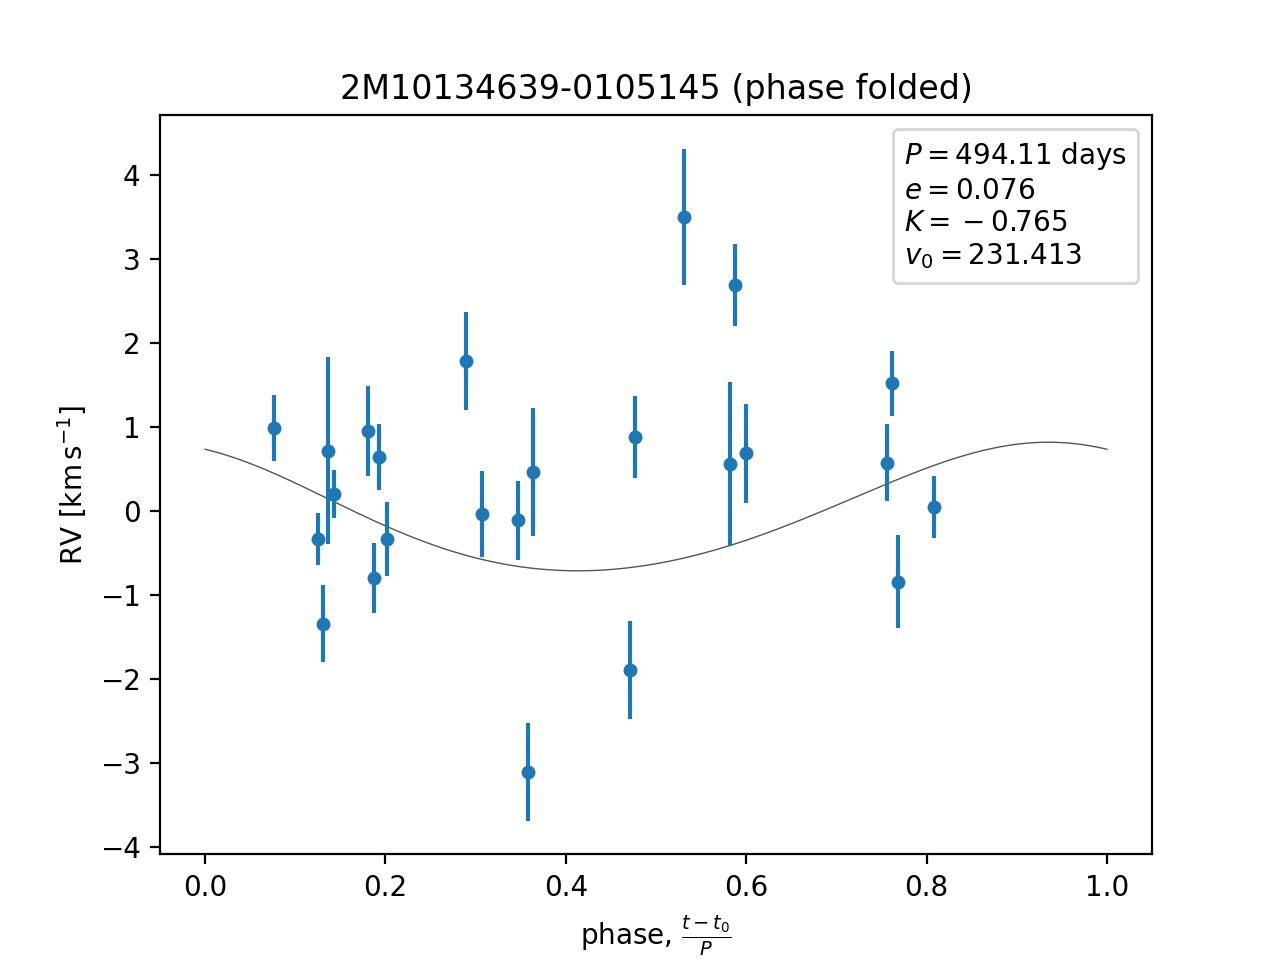 2M10134639-0105145 (phase folded)
P = 494.11 days
e = 0.076
K = −0.765
v₀ = 231.413
RV [km s⁻¹]
4
3
2
1
0
−1
−2
−3
−4
0.0 0.2 0.4 0.6 0.8 1.0
phase, (t − t₀)/P